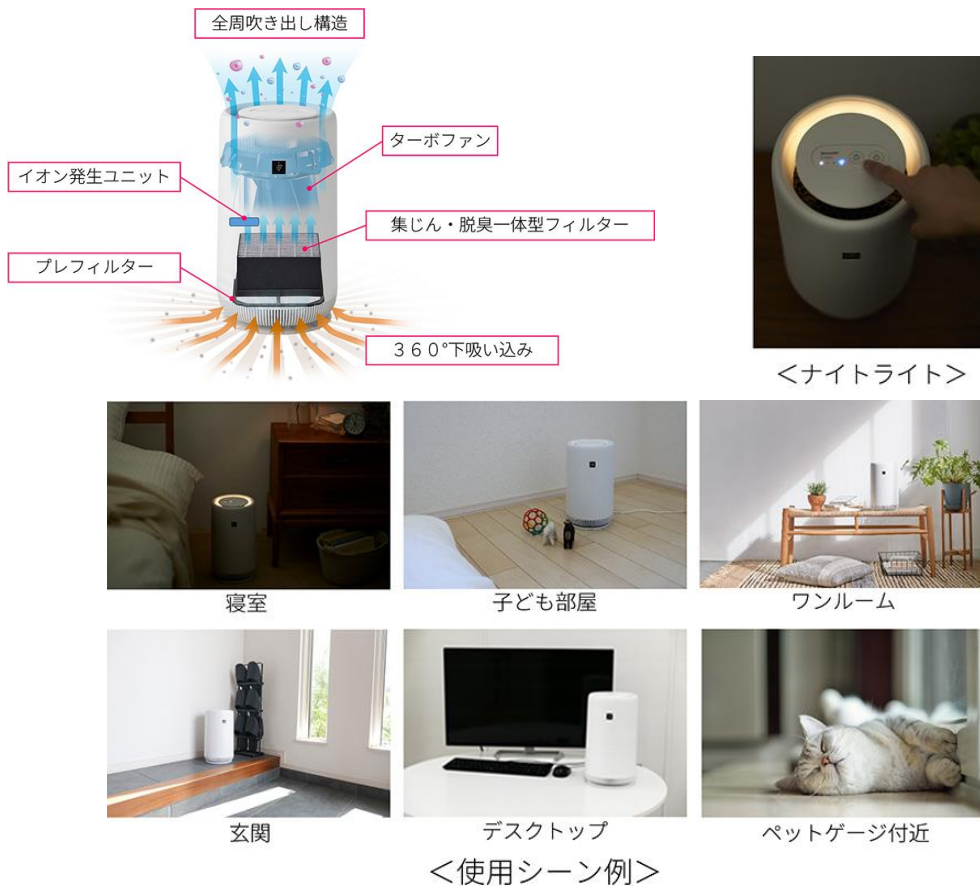 全周吹き出し構造
ターボファン
イオン発生ユニット
集じん・脱臭一体型フィルター
プレフィルター
３６０°下吸い込み
＜ナイトライト＞
寝室
子ども部屋
ワンルーム
玄関
デスクトップ
ペットゲージ付近
＜使用シーン例＞